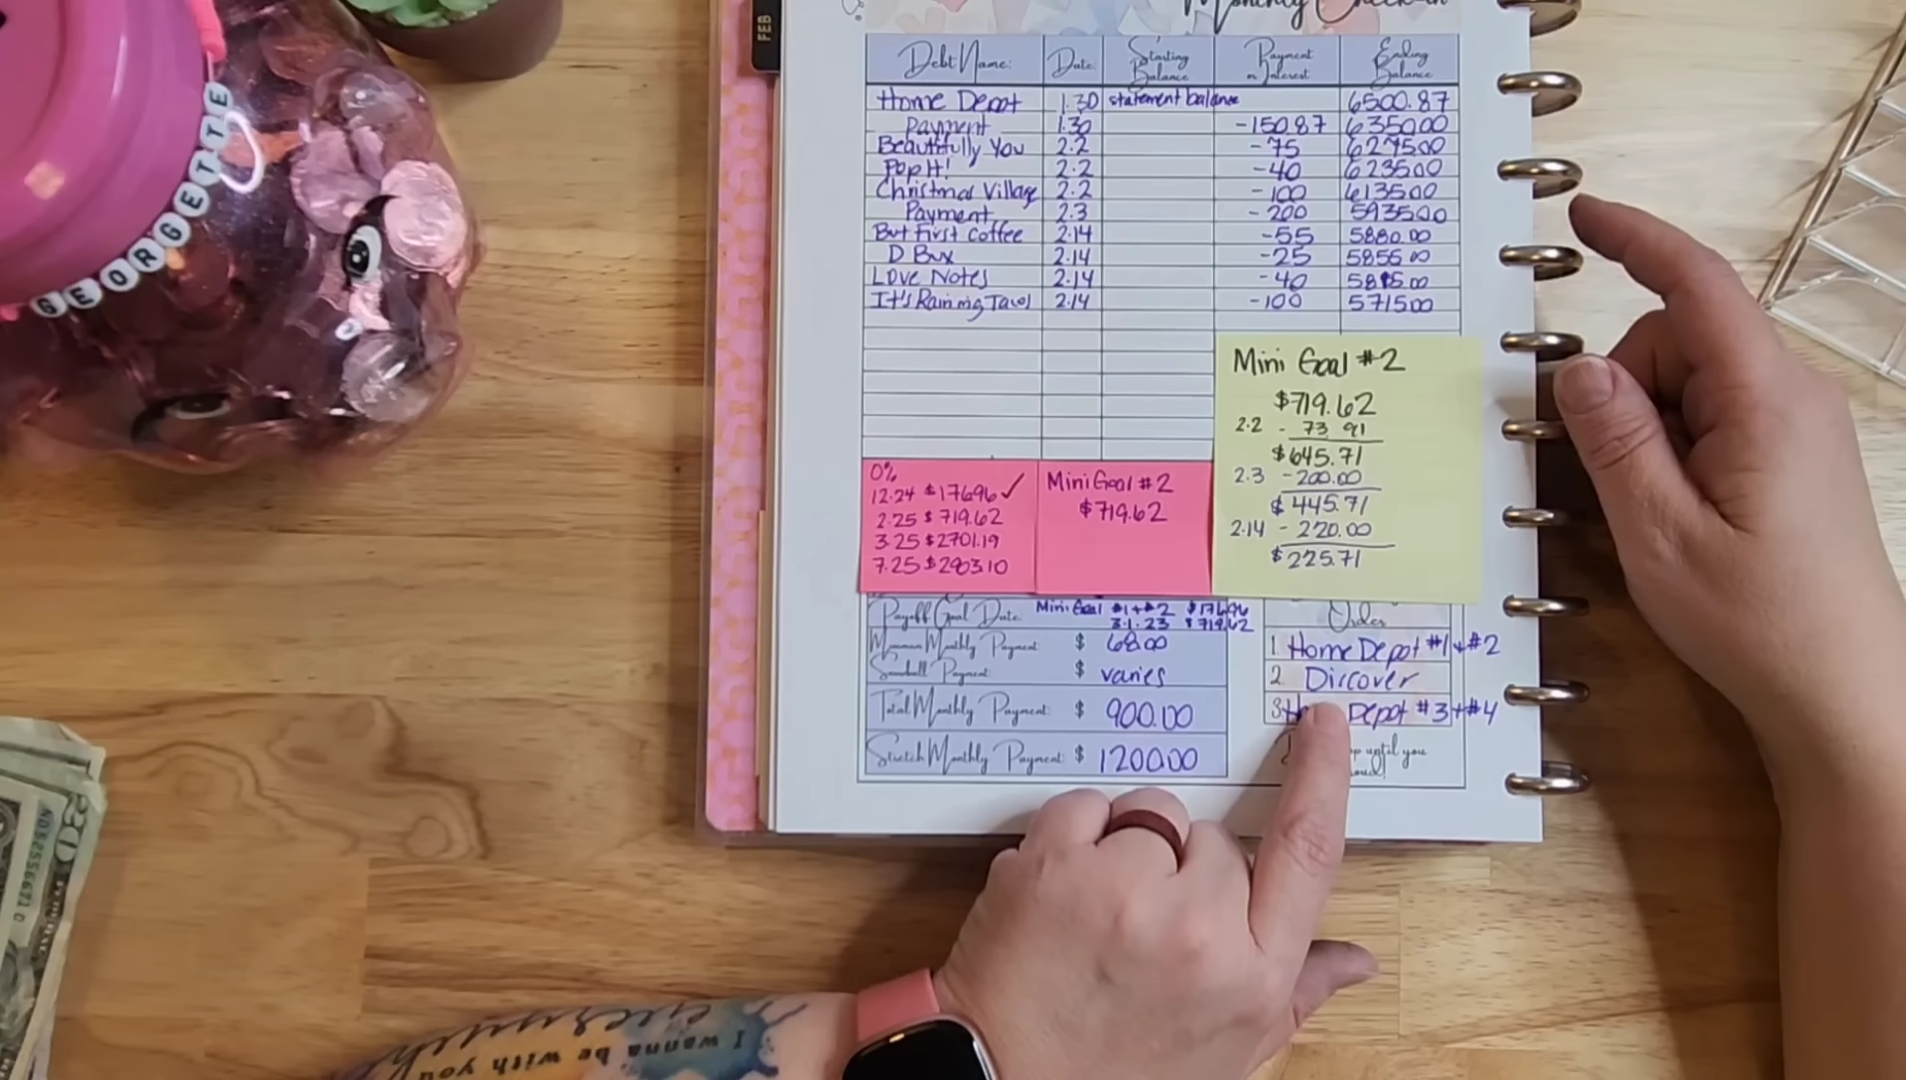 FEB
Monthly Check-in
Debt Name: Date: Starting Balance Payment or Interest Ending Balance
Home Depot 1.30 statement balance 6500.87
Payment 1.30 -150.87 6350.00
Beautifully You 2.2 -75 6275.00
Pop It! 2.2 -40 6235.00
Christmas Village 2.2 -100 6135.00
Payment 2.3 -200 5935.00
But First Coffee 2.14 -55 5880.00
D Bux 2.14 -25 5855.00
Love Notes 2.14 -40 5815.00
It's Raining Tacos 2.14 -100 5715.00
Mini Goal #2
$719.62
2.2 - 73.91
$645.71
2.3 -200.00
$445.71
2.14 - 220.00
$225.71
0%
12.24 $176.96 ✓
2.25 $719.62
3.25 $2701.19
7.25 $2903.10
Mini Goal #2
$719.62
Payoff Goal Date: Mini Goal #1+#2 $176.96
3.1.23 $719.62
Minimum Monthly Payment: $ 68.00
Snowball Payment: $ varies
Total Monthly Payment: $ 900.00
Stretch Monthly Payment: $ 1200.00
Order
1. Home Depot #1+#2
2. Discover
3. Depot #3+#4
until you
GEORGETTE
20
I wanna be with you